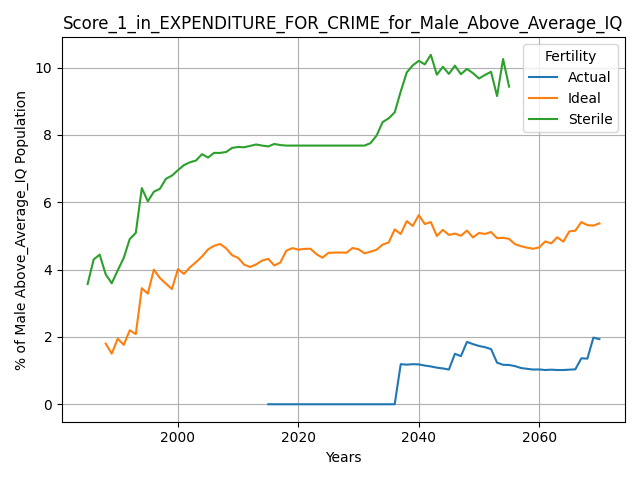 Score_1_in_EXPENDITURE_FOR_CRIME_for_Male_Above_Average_IQ
% of Male Above_Average_IQ Population
10
8
6
4
2
0
Fertility
Actual
Ideal
Sterile
2000
2020
2040
2060
Years